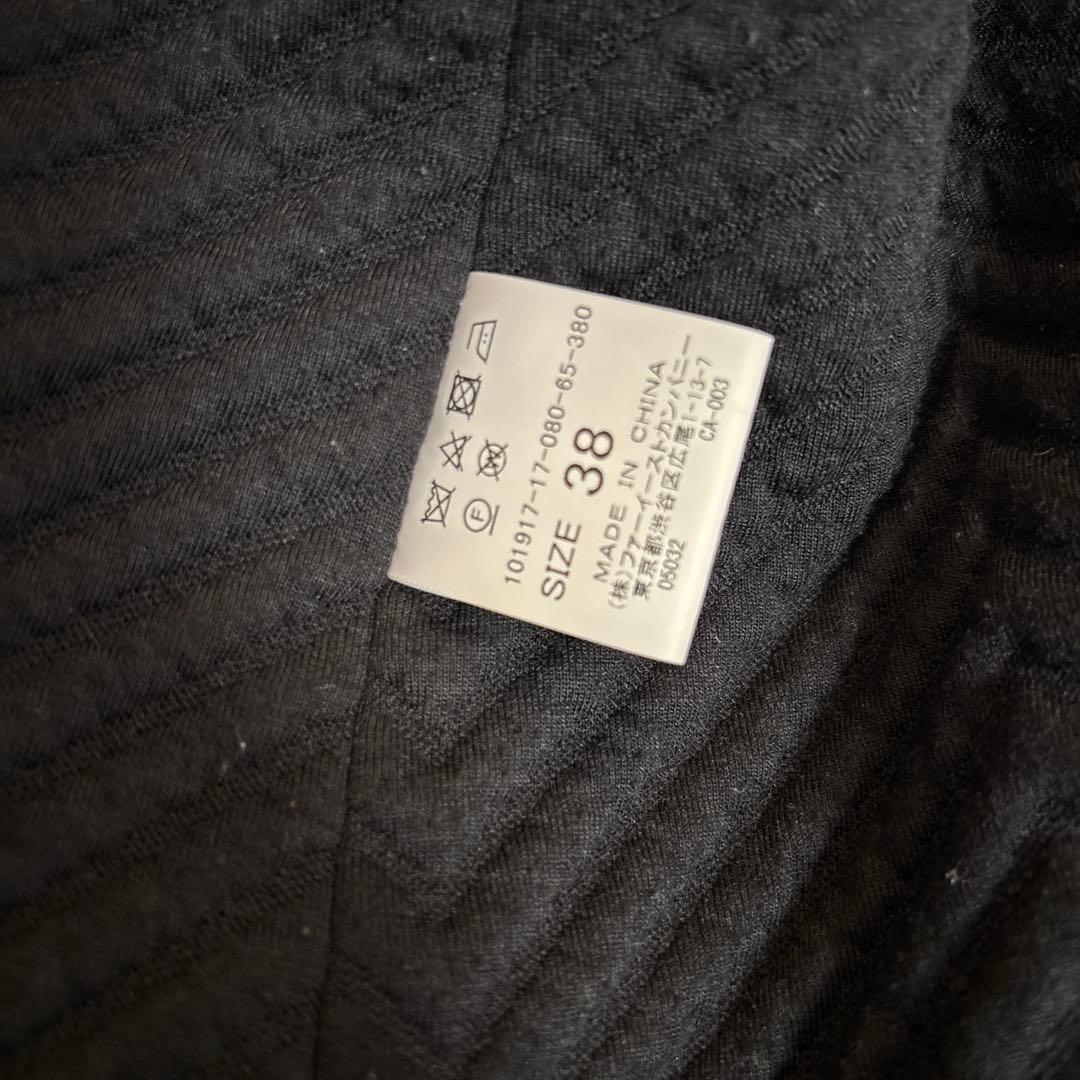 Ⓕ
101917-17-080-65-380
SIZE 38
MADE IN CHINA
(株)ファーイーストカンパニー
東京都渋谷区広尾1-13-7
05032 CA-003